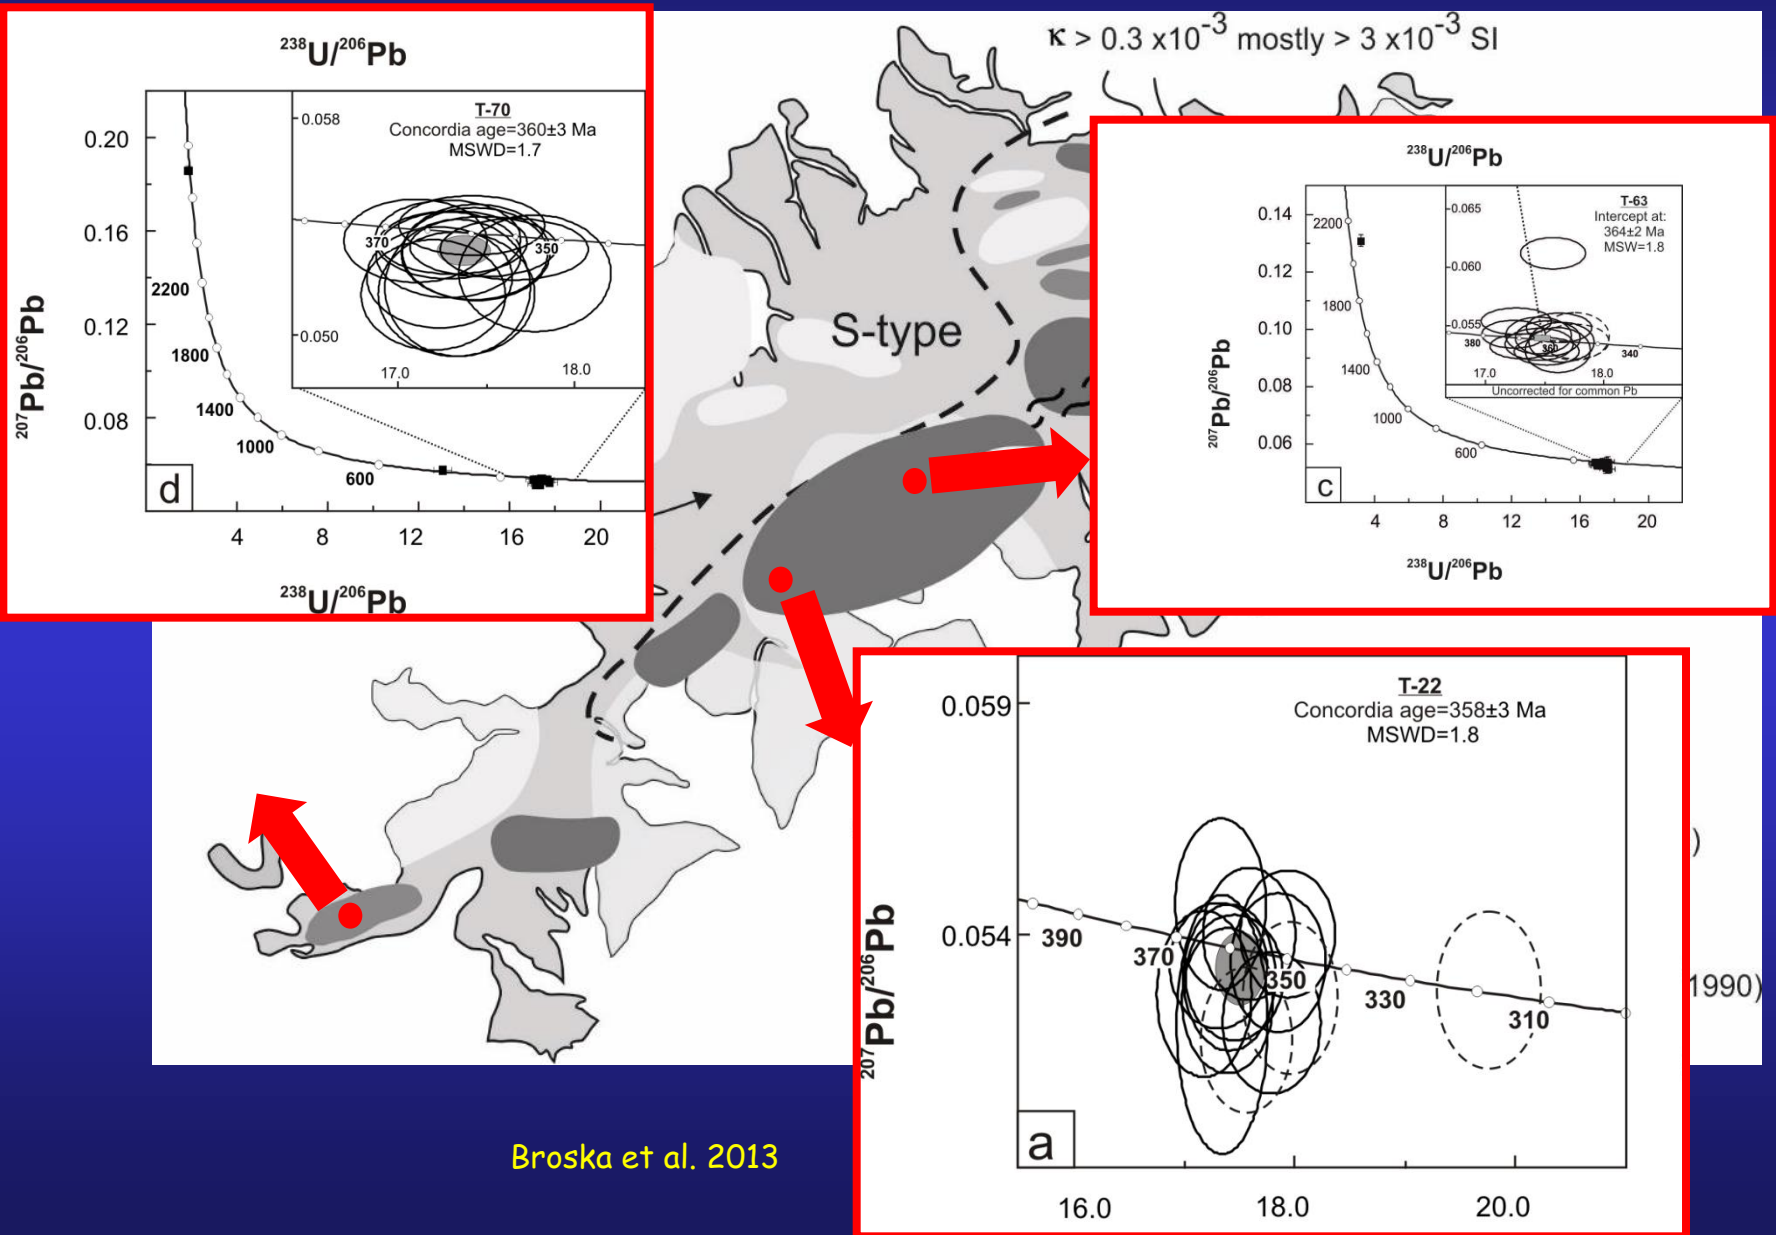 κ > 0.3 x10⁻³ mostly > 3 x10⁻³ SI
²³⁸U/²⁰⁶Pb
T-70
Concordia age=360±3 Ma
MSWD=1.7
0.058
0.050
370
350
17.0
18.0
²⁰⁷Pb/²⁰⁶Pb
0.20
0.16
0.12
0.08
2200
1800
1400
1000
600
d
4
8
12
16
20
²³⁸U/²⁰⁶Pb
S-type
²³⁸U/²⁰⁶Pb
T-63
Intercept at:
364±2 Ma
MSW=1.8
0.065
0.060
0.055
380
360
340
17.0
18.0
Uncorrected for common Pb
²⁰⁷Pb/²⁰⁶Pb
0.14
0.12
0.10
0.08
0.06
2200
1800
1400
1000
600
c
4
8
12
16
20
²³⁸U/²⁰⁶Pb
T-22
Concordia age=358±3 Ma
MSWD=1.8
0.059
0.054
²⁰⁷Pb/²⁰⁶Pb
390
370
350
330
310
a
16.0
18.0
20.0
)
1990)
Broska et al. 2013